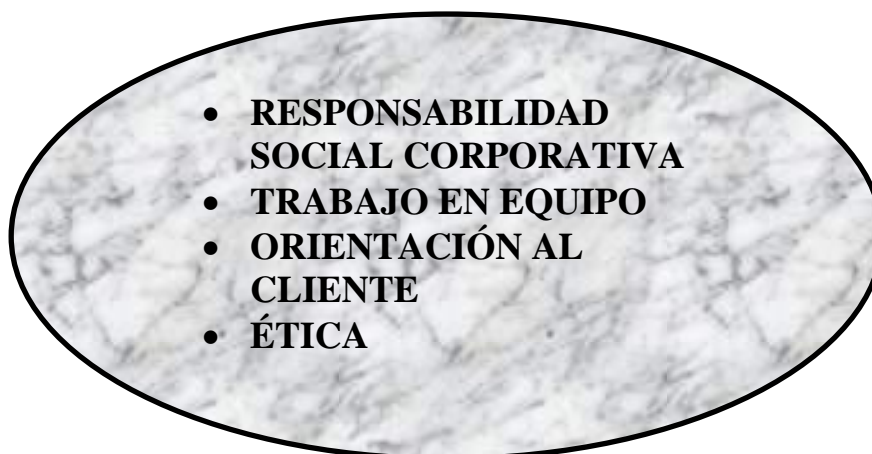 • RESPONSABILIDAD
SOCIAL CORPORATIVA
• TRABAJO EN EQUIPO
• ORIENTACIÓN AL
CLIENTE
• ÉTICA